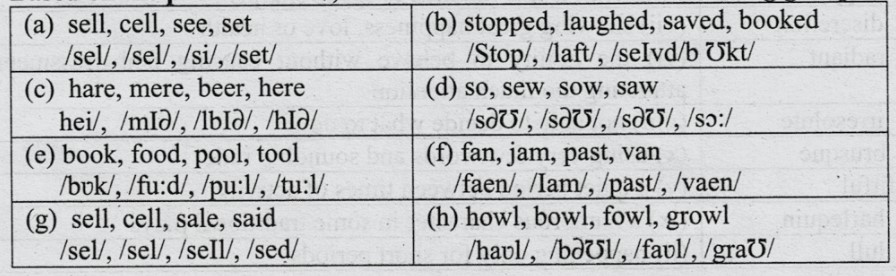 (a) sell, cell, see, set
/sel/, /sel/, /si/, /set/
(b) stopped, laughed, saved, booked
/Stop/, /laft/, /seIvd/b Ʊkt/
(c) hare, mere, beer, here
hei/, /mI∂/, /lbI∂/, /hI∂/
(d) so, sew, sow, saw
/s∂Ʊ/, /s∂Ʊ/, /s∂Ʊ/, /sɔ:/
(e) book, food, pool, tool
/bʊk/, /fu:d/, /pu:l/, /tu:l/
(f) fan, jam, past, van
/faen/, /Iam/, /past/, /vaen/
(g) sell, cell, sale, said
/sel/, /sel/, /seIl/, /sed/
(h) howl, bowl, fowl, growl
/haʊl/, /b∂Ʊl/, /faʊl/, /graƱ/